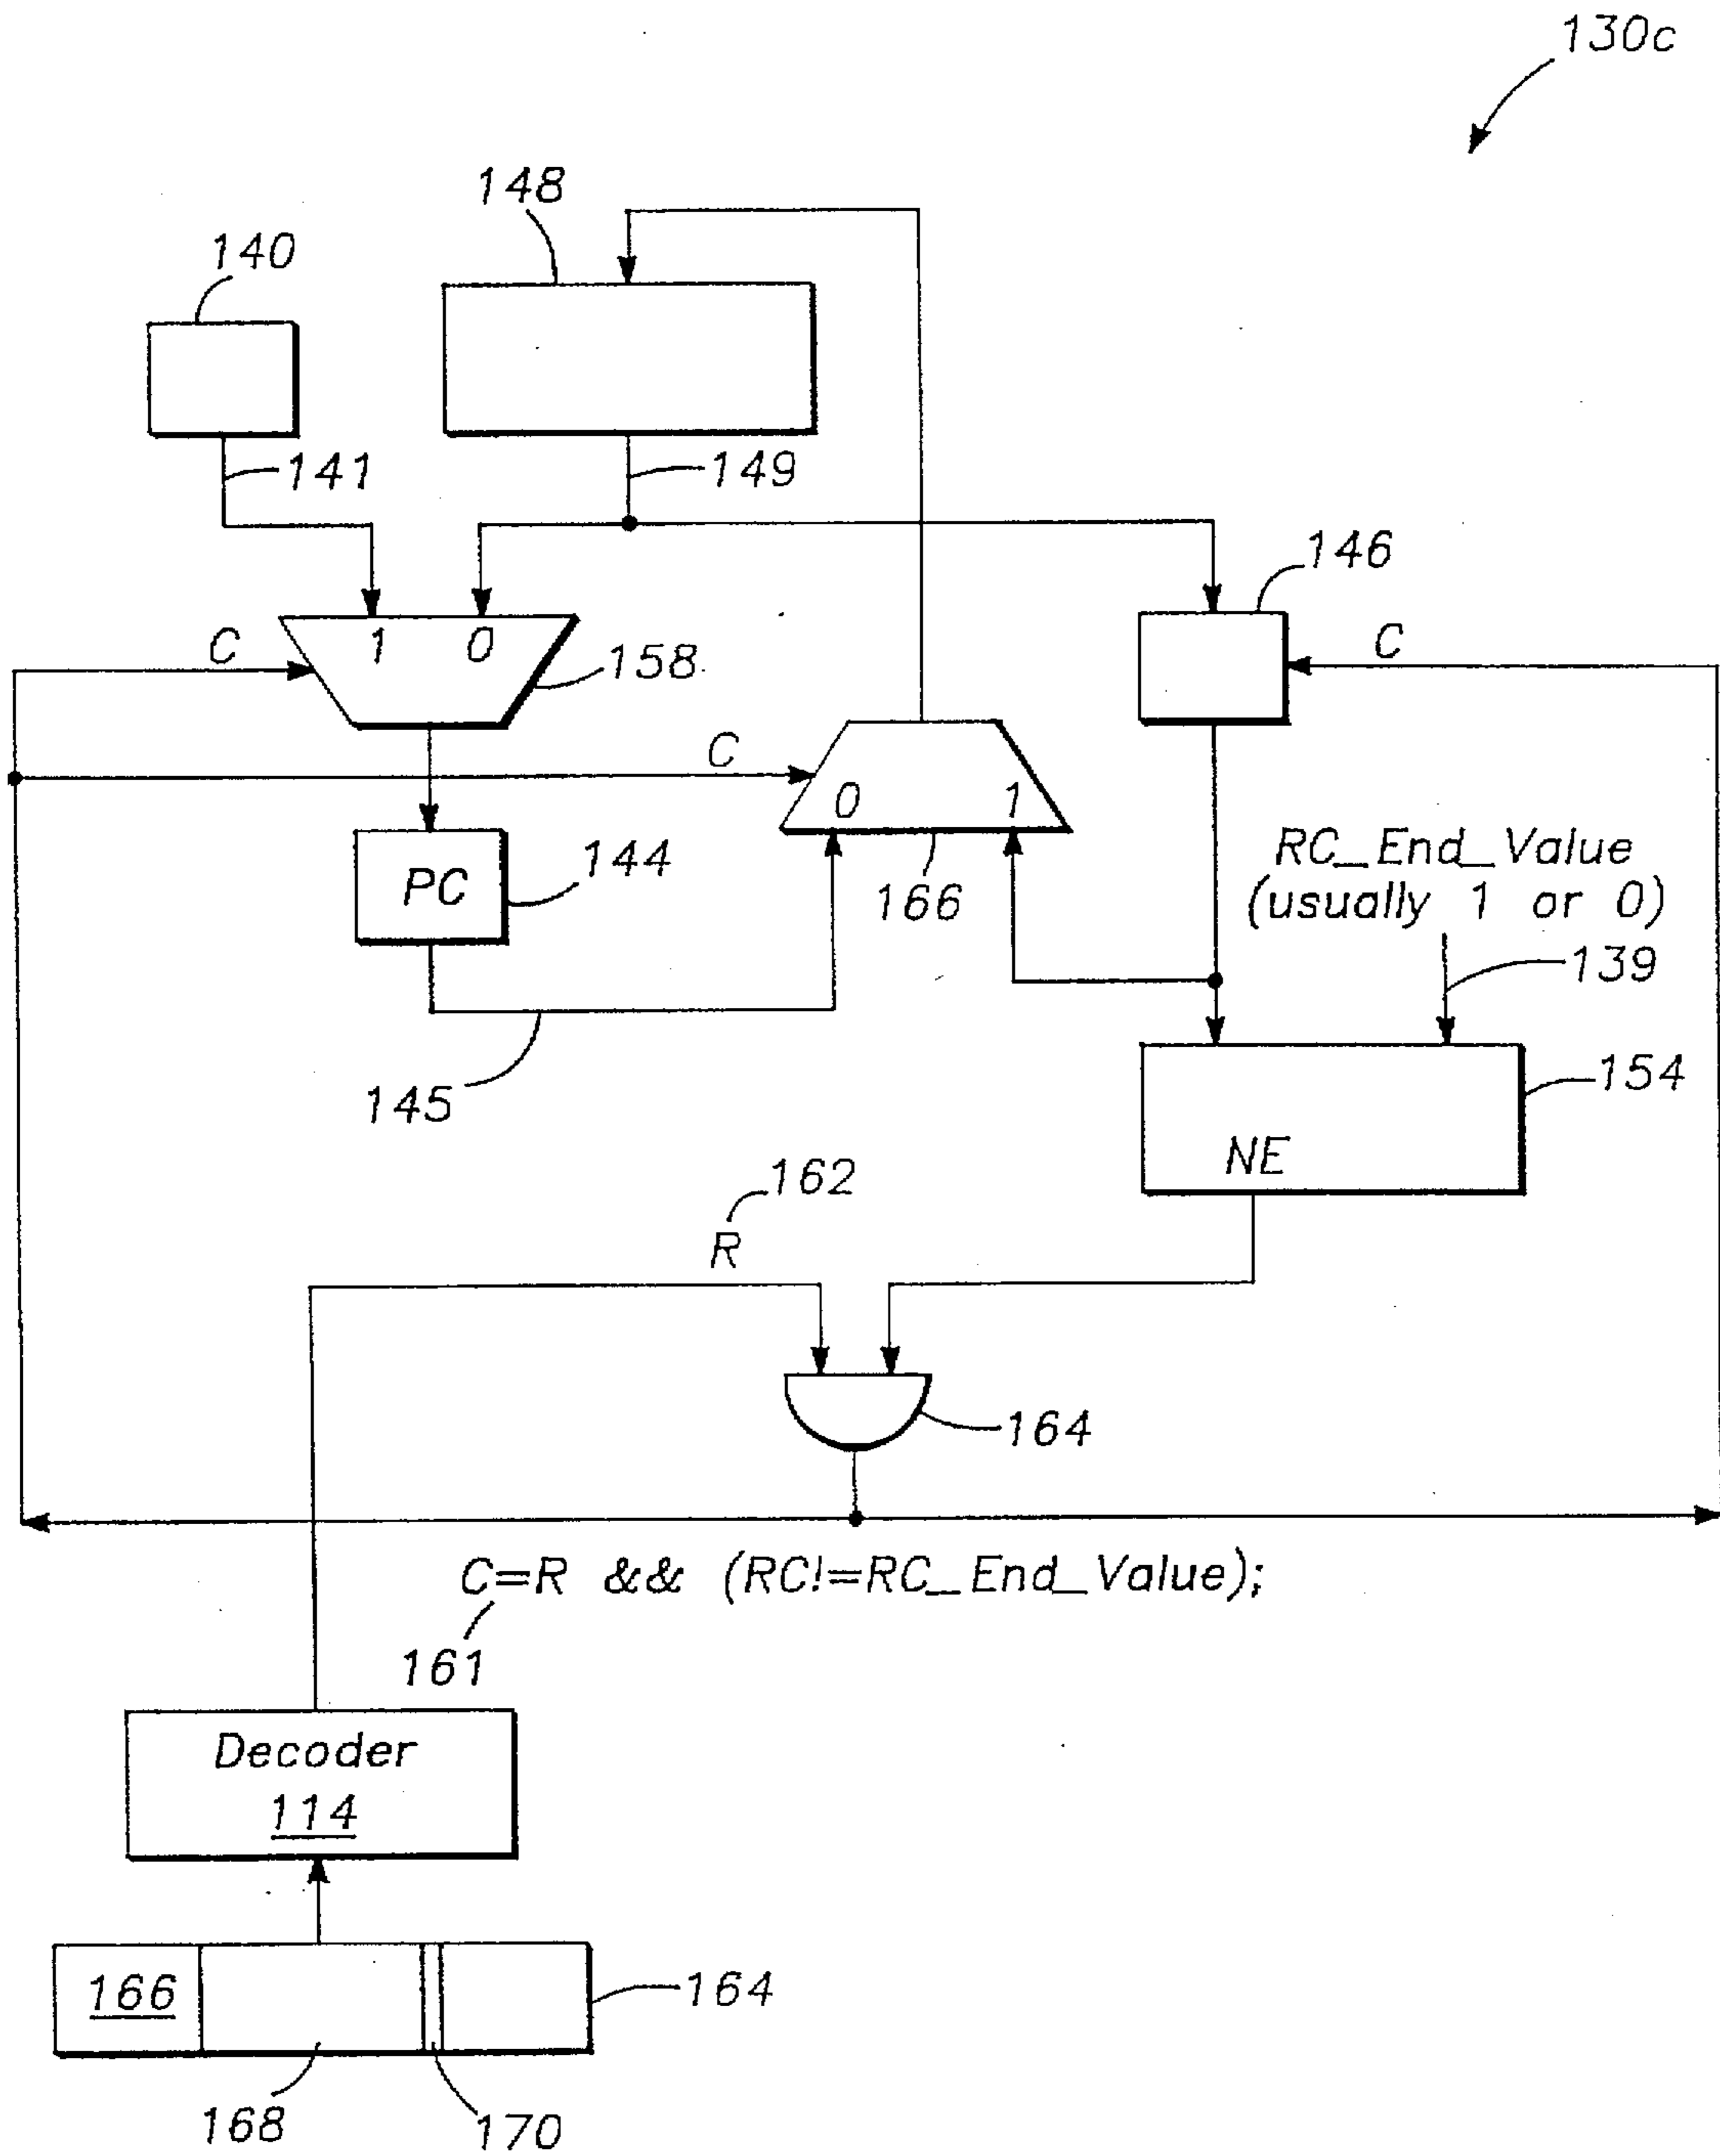 130c
148
140
141
149
146
C
1 0
158
C
C
0 1
PC
144
166
RC_End_Value
(usually 1 or 0)
139
145
154
NE
162
R
164
C=R && (RC!=RC_End_Value);
161
Decoder
114
166
164
168
170